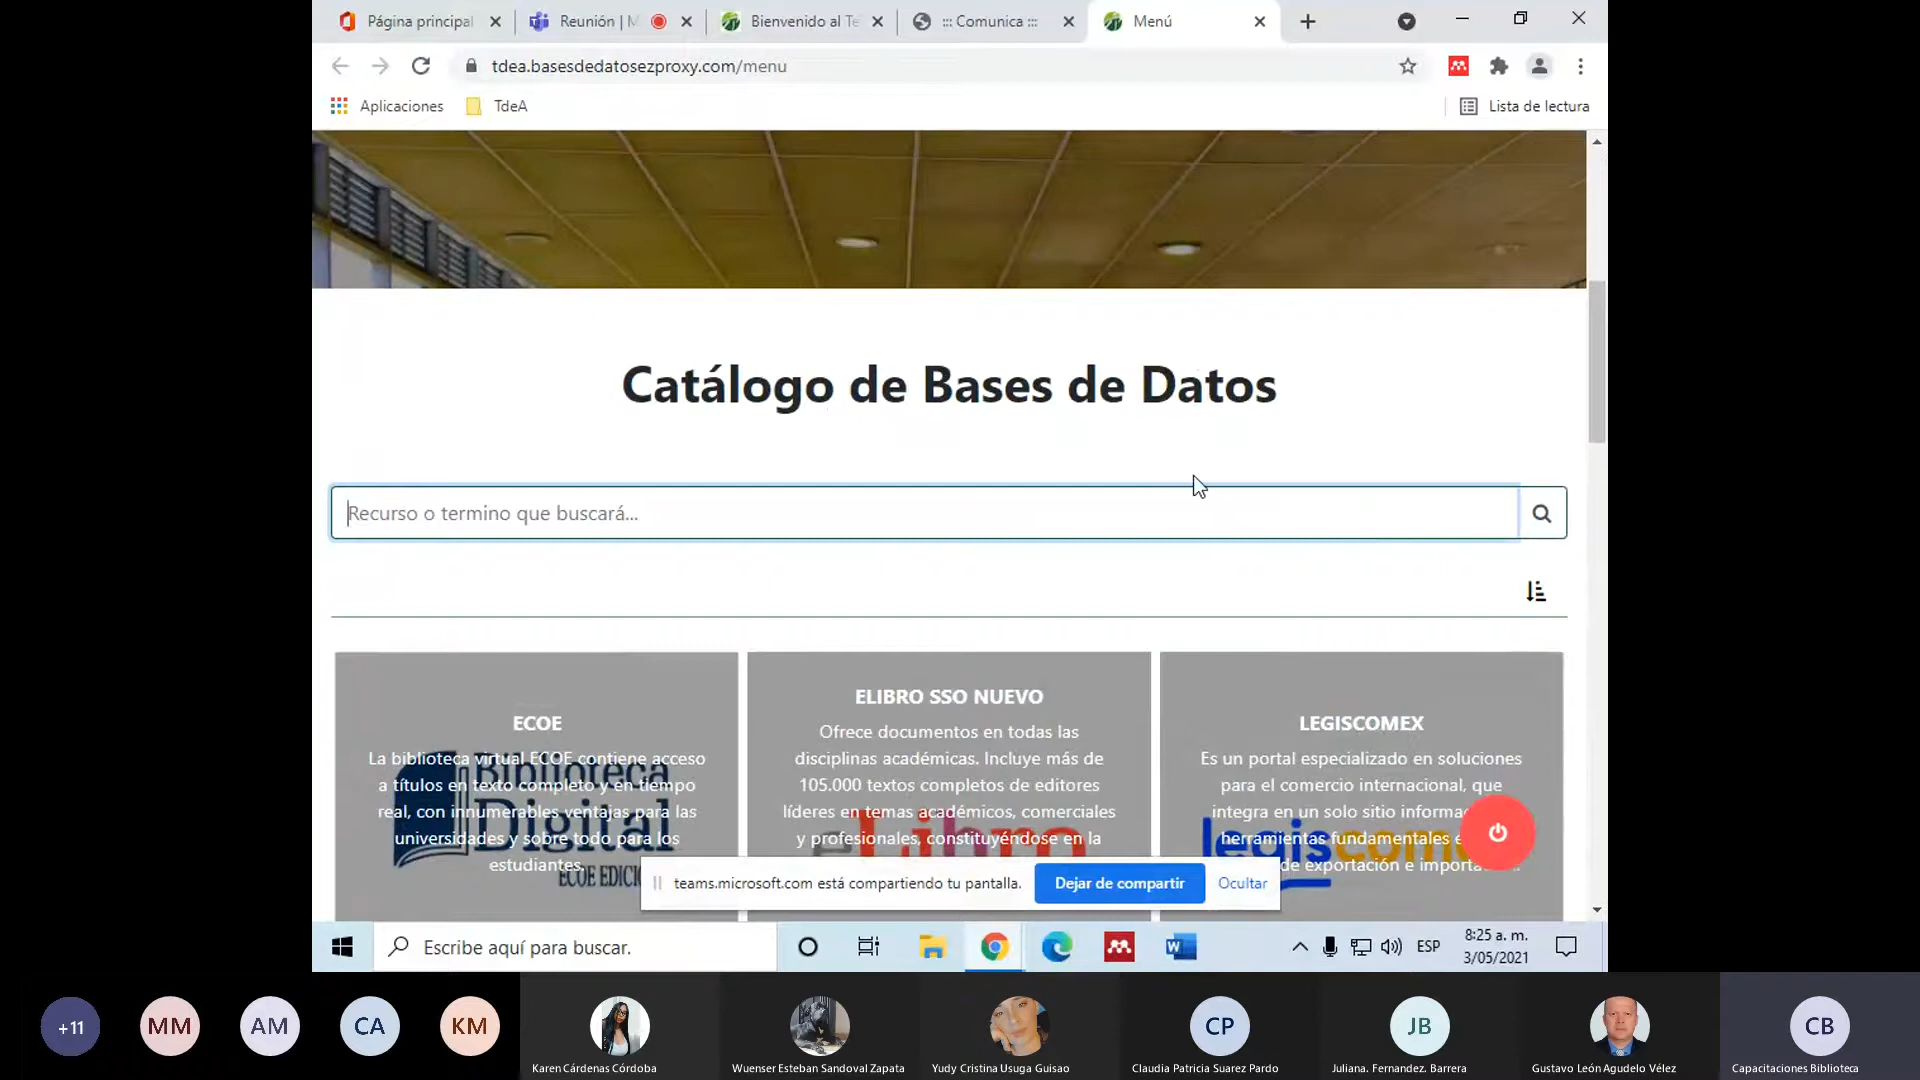 Página principal
Reunión | M
Bienvenido al Te
::: Comunica :::
Menú
tdea.basesdedatosezproxy.com/menu
Aplicaciones
TdeA
Lista de lectura
Catálogo de Bases de Datos
Recurso o termino que buscará...
ECOE
La biblioteca virtual ECOE contiene acceso
a títulos en texto completo y en tiempo
real, con innumerables ventajas para las
universidades y sobre todo para los
estudiantes.
Biblioteca
Digital
ECOE EDICI
ELIBRO SSO NUEVO
Ofrece documentos en todas las
disciplinas académicas. Incluye más de
105.000 textos completos de editores
líderes en temas académicos, comerciales
y profesionales, constituyéndose en la
eLibro
LEGISCOMEX
Es un portal especializado en soluciones
para el comercio internacional, que
integra en un solo sitio informa
herramientas fundamentales e
de exportación e importa
legiscom
teams.microsoft.com está compartiendo tu pantalla.
Dejar de compartir
Ocultar
Escribe aquí para buscar.
ESP
8:25 a. m.
3/05/2021
+11
MM
AM
CA
KM
CP
JB
CB
Karen Cárdenas Córdoba
Wuenser Esteban Sandoval Zapata
Yudy Cristina Usuga Guisao
Claudia Patricia Suarez Pardo
Juliana. Fernandez. Barrera
Gustavo León Agudelo Vélez
Capacitaciones Biblioteca